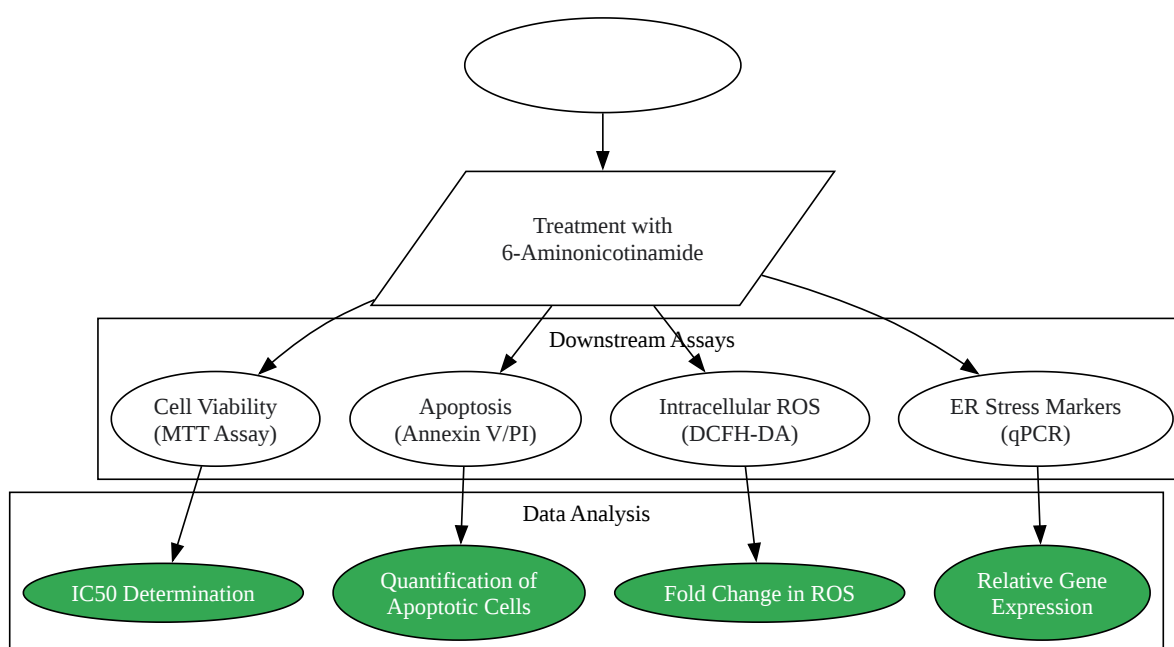 Treatment with
6-Aminonicotinamide
Downstream Assays
Cell Viability
(MTT Assay)
Apoptosis
(Annexin V/PI)
Intracellular ROS
(DCFH-DA)
ER Stress Markers
(qPCR)
Data Analysis
IC50 Determination
Quantification of
Apoptotic Cells
Fold Change in ROS
Relative Gene
Expression